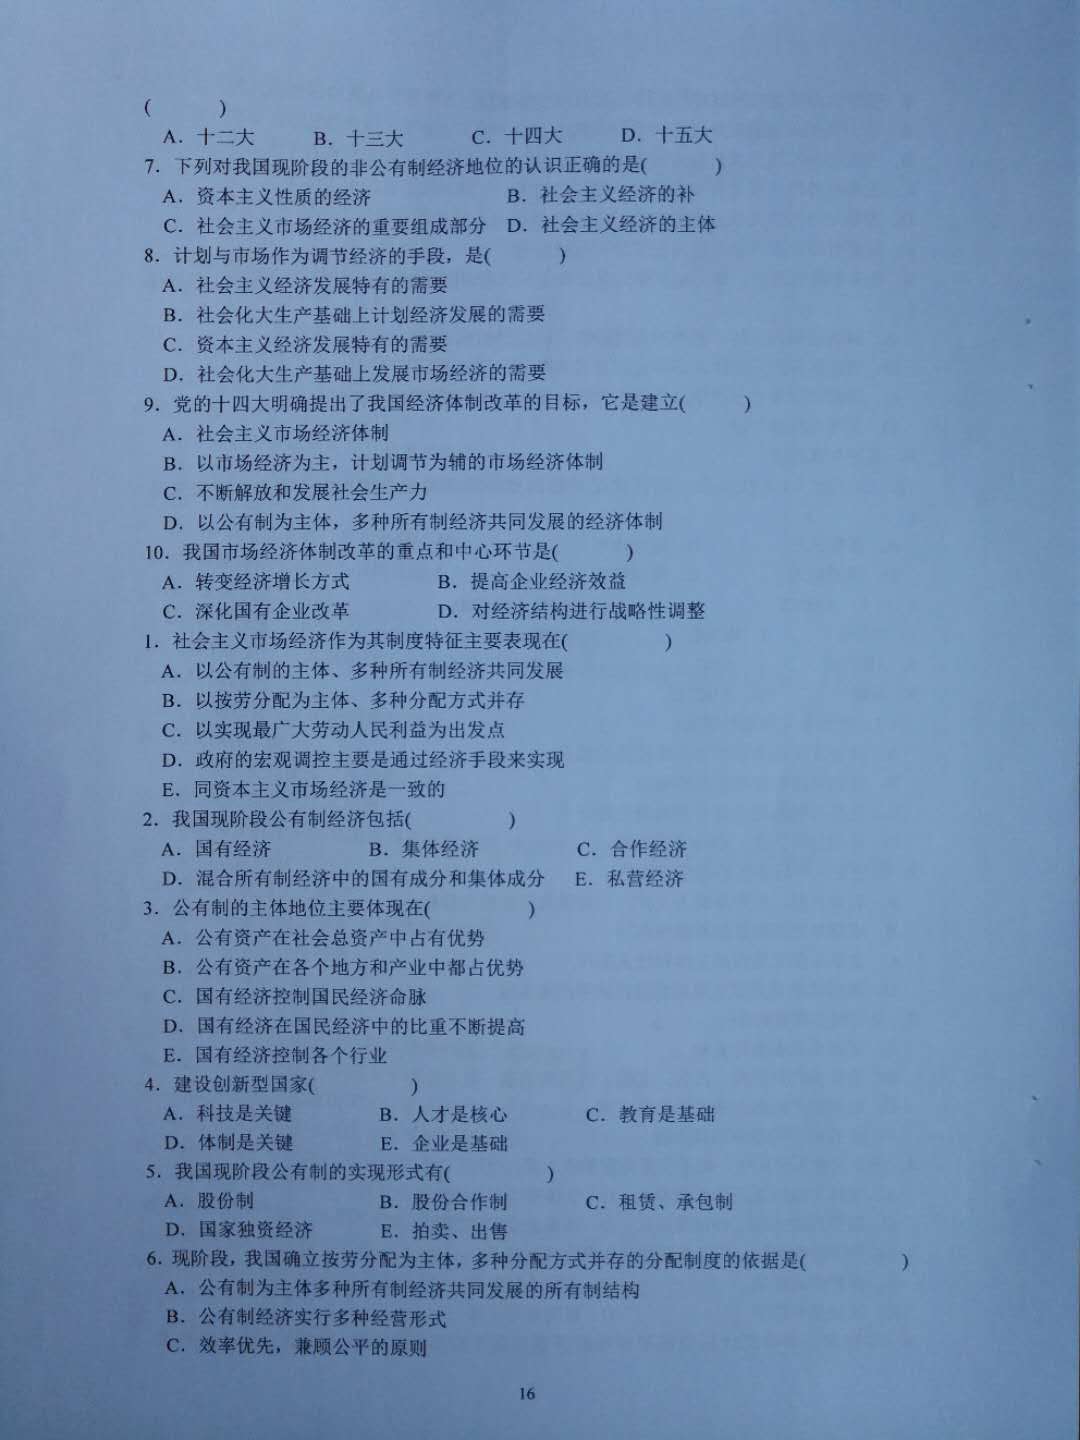 (      )
A．十二大    B．十三大    C．十四大    D．十五大
7．下列对我国现阶段的非公有制经济地位的认识正确的是(      )
A．资本主义性质的经济    B．社会主义经济的补
C．社会主义市场经济的重要组成部分  D．社会主义经济的主体
8．计划与市场作为调节经济的手段，是(      )
A．社会主义经济发展特有的需要
B．社会化大生产基础上计划经济发展的需要
C．资本主义经济发展特有的需要
D．社会化大生产基础上发展市场经济的需要
9．党的十四大明确提出了我国经济体制改革的目标，它是建立(      )
A．社会主义市场经济体制
B．以市场经济为主，计划调节为辅的市场经济体制
C．不断解放和发展社会生产力
D．以公有制为主体，多种所有制经济共同发展的经济体制
10．我国市场经济体制改革的重点和中心环节是(      )
A．转变经济增长方式    B．提高企业经济效益
C．深化国有企业改革    D．对经济结构进行战略性调整
1．社会主义市场经济作为其制度特征主要表现在(      )
A．以公有制的主体、多种所有制经济共同发展
B．以按劳分配为主体、多种分配方式并存
C．以实现最广大劳动人民利益为出发点
D．政府的宏观调控主要是通过经济手段来实现
E．同资本主义市场经济是一致的
2．我国现阶段公有制经济包括(      )
A．国有经济    B．集体经济    C．合作经济
D．混合所有制经济中的国有成分和集体成分  E．私营经济
3．公有制的主体地位主要体现在(      )
A．公有资产在社会总资产中占有优势
B．公有资产在各个地方和产业中都占优势
C．国有经济控制国民经济命脉
D．国有经济在国民经济中的比重不断提高
E．国有经济控制各个行业
4．建设创新型国家(      )
A．科技是关键    B．人才是核心    C．教育是基础
D．体制是关键    E．企业是基础
5．我国现阶段公有制的实现形式有(      )
A．股份制    B．股份合作制    C．租赁、承包制
D．国家独资经济    E．拍卖、出售
6．现阶段，我国确立按劳分配为主体，多种分配方式并存的分配制度的依据是(      )
A．公有制为主体多种所有制经济共同发展的所有制结构
B．公有制经济实行多种经营形式
C．效率优先，兼顾公平的原则
16